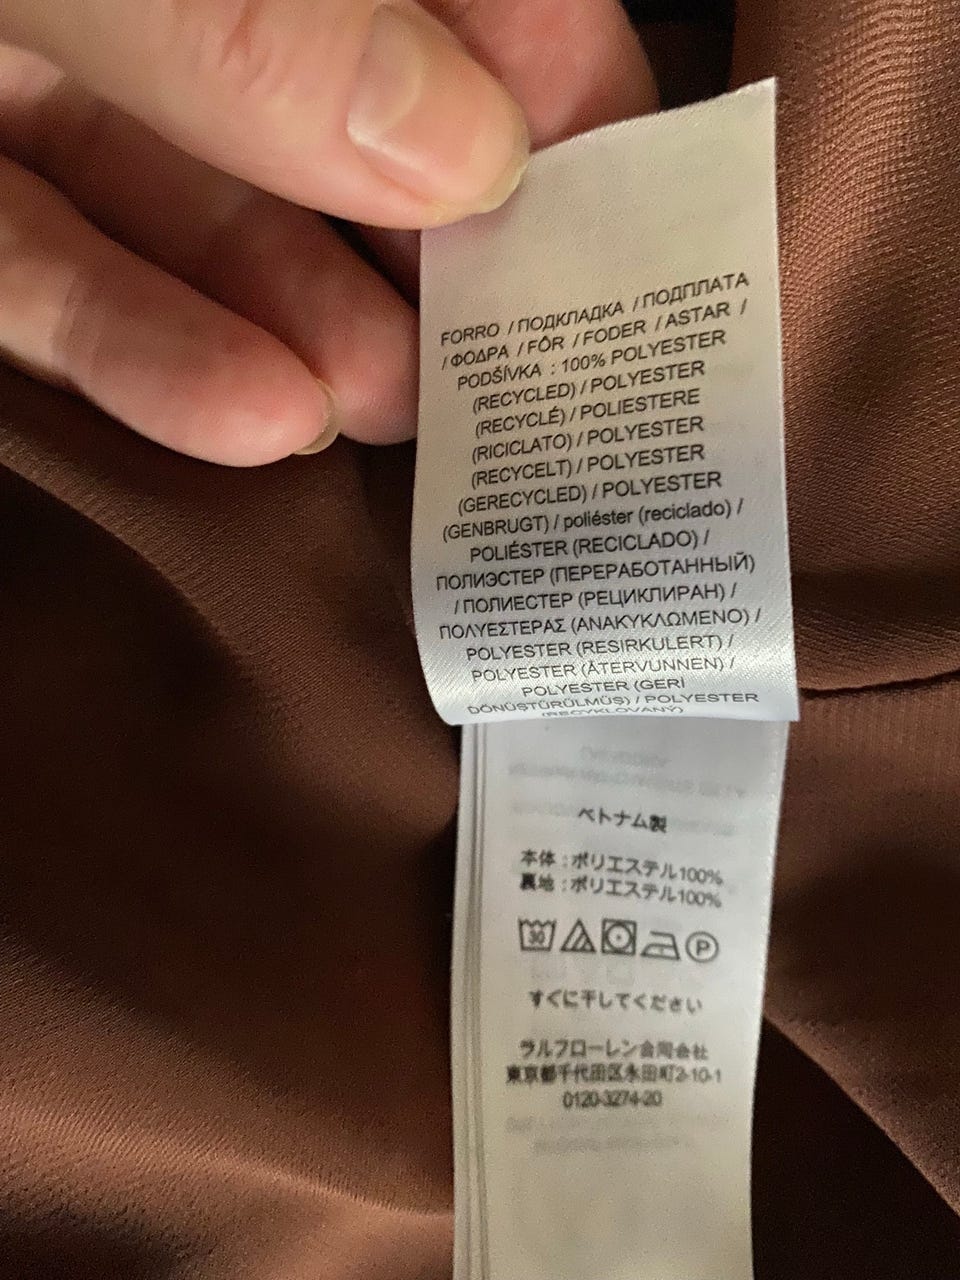 FORRO / ПОДКЛАДКА / ПОДПЛАТА
/ ΦΟΔΡΑ / FÔR / FODER / ASTAR /
PODŠÍVKA : 100% POLYESTER
(RECYCLED) / POLYESTER
(RECYCLÉ) / POLIESTERE
(RICICLATO) / POLYESTER
(RECYCELT) / POLYESTER
(GERECYCLED) / POLYESTER
(GENBRUGT) / poliéster (reciclado) /
POLIÉSTER (RECICLADO) /
ПОЛИЭСТЕР (ПЕРЕРАБОТАННЫЙ)
/ ПОЛИЕСТЕР (РЕЦИКЛИРАН) /
ΠΟΛΥΕΣΤΕΡΑΣ (ΑΝΑΚΥΚΛΩΜΕΝΟ) /
POLYESTER (RESIRKULERT) /
POLYESTER (ÅTERVUNNEN) /
POLYESTER (GERİ
DÖNÜŞTÜRÜLMÜŞ) / POLYESTER
(RECYKLOVANÝ)
ベトナム製
本体 : ポリエステル100%
裏地 : ポリエステル100%
30 P
すぐに干してください
ラルフローレン合同会社
東京都千代田区永田町2-10-1
0120-3274-20